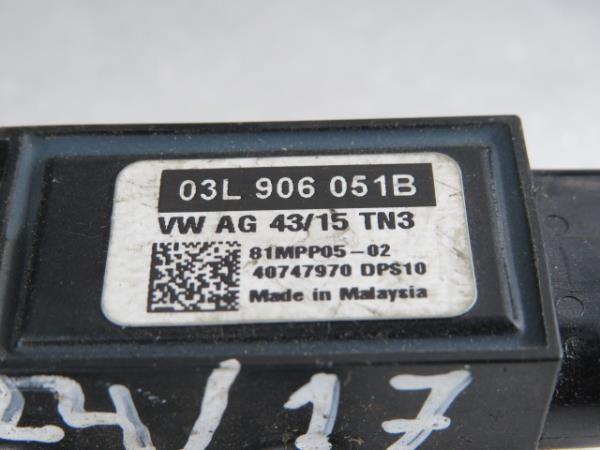 03L 906 051B
VW AG 43/15 TN3
81MPP05-02
40747970 DPS10
Made in Malaysia
24/17